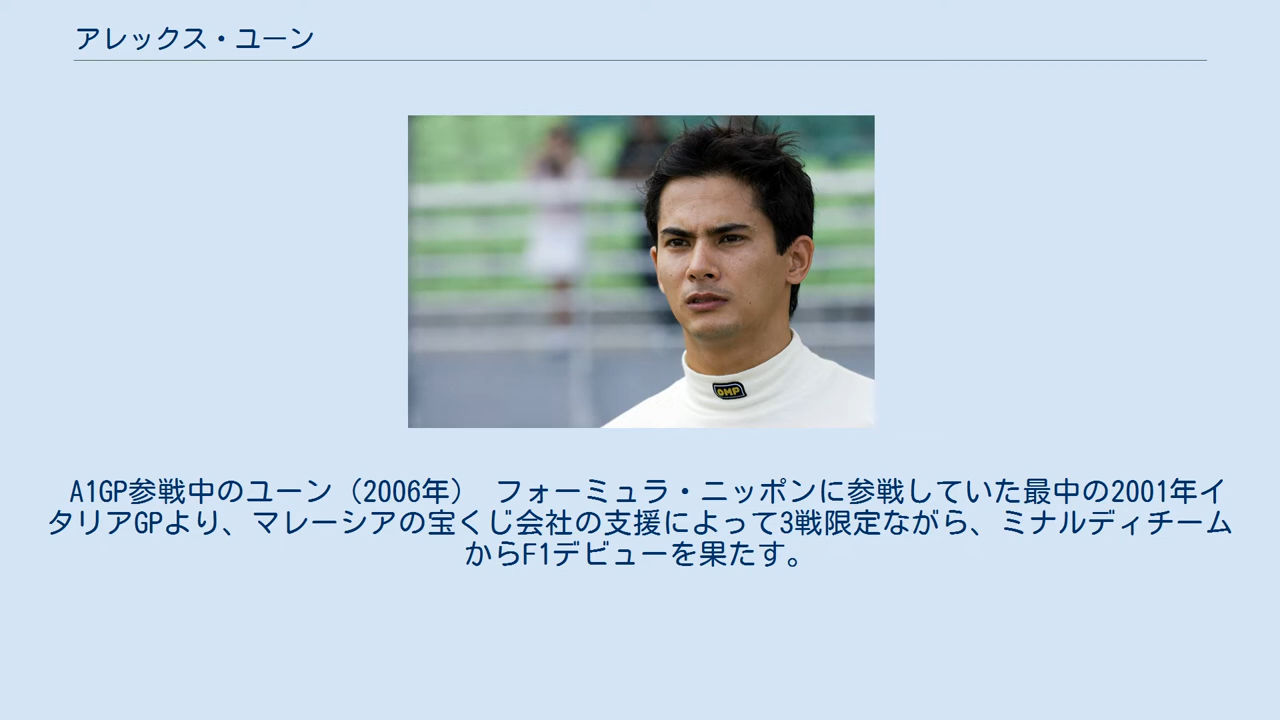 アレックス・ユーン
OMP
A1GP参戦中のユーン（2006年） フォーミュラ・ニッポンに参戦していた最中の2001年イ
タリアGPより、マレーシアの宝くじ会社の支援によって3戦限定ながら、ミナルディチーム
からF1デビューを果たす。